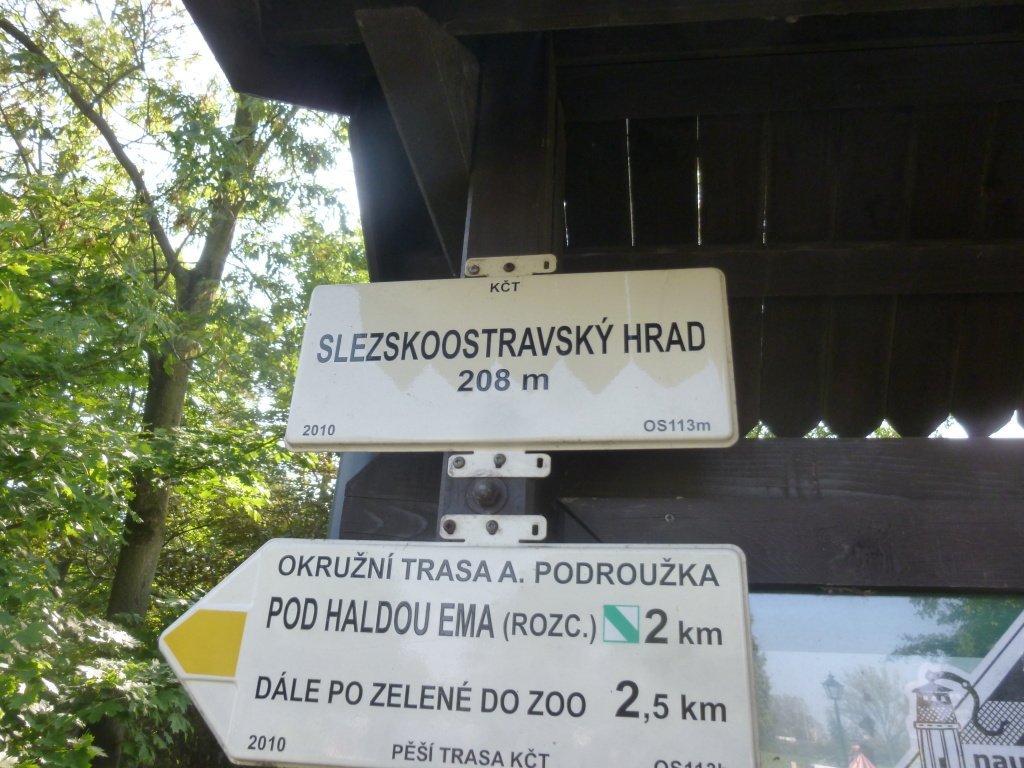 KČT
SLEZSKOOSTRAVSKÝ HRAD
208 m
2010 OS113m
OKRUŽNÍ TRASA A. PODROUŽKA
POD HALDOU EMA (ROZC.) 2 km
DÁLE PO ZELENÉ DO ZOO 2,5 km
2010 PĚŠÍ TRASA KČT